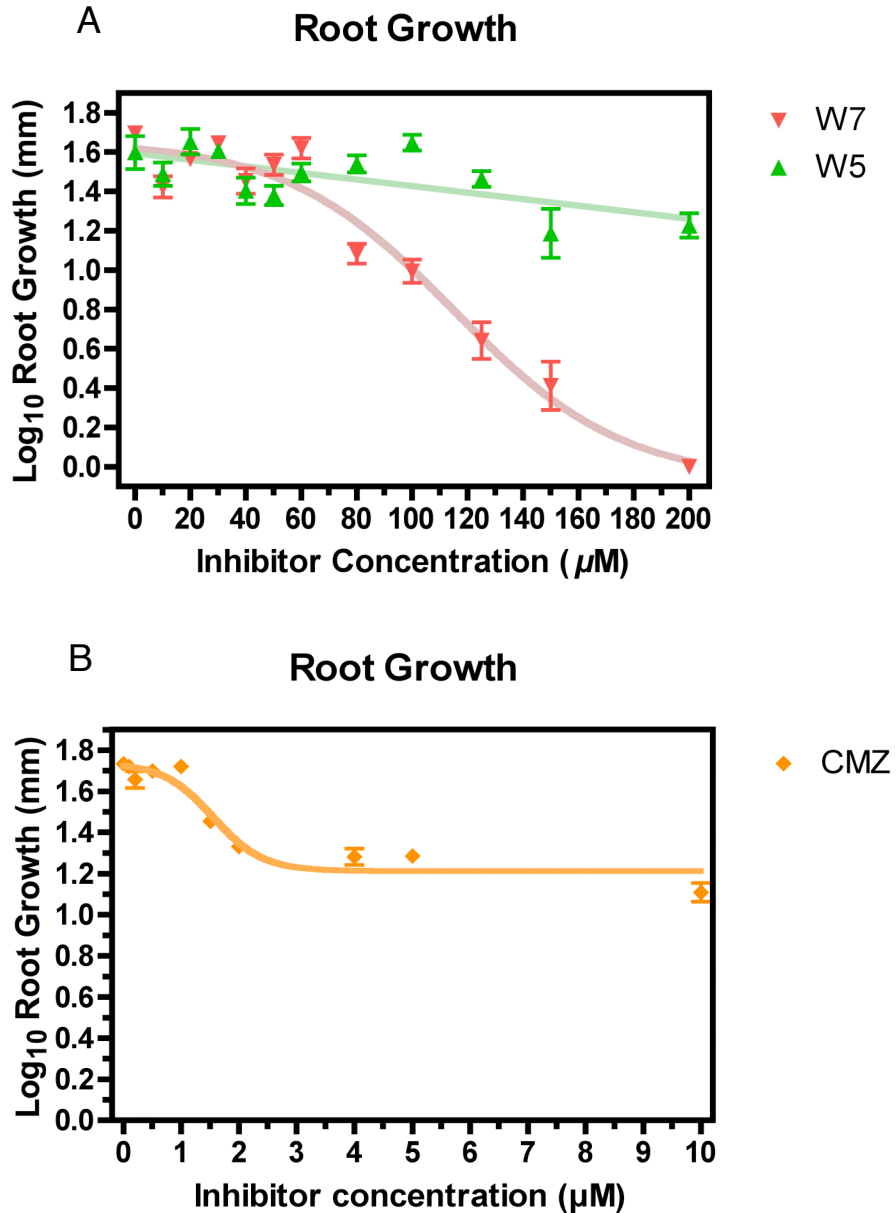 A
Root Growth
Log10 Root Growth (mm)
1.8
1.6
1.4
1.2
1.0
0.8
0.6
0.4
0.2
0.0
0 20 40 60 80 100 120 140 160 180 200
Inhibitor Concentration (µM)
W7
W5
B
Root Growth
Log10 Root Growth (mm)
1.8
1.6
1.4
1.2
1.0
0.8
0.6
0.4
0.2
0.0
0 1 2 3 4 5 6 7 8 9 10
Inhibitor concentration (µM)
CMZ